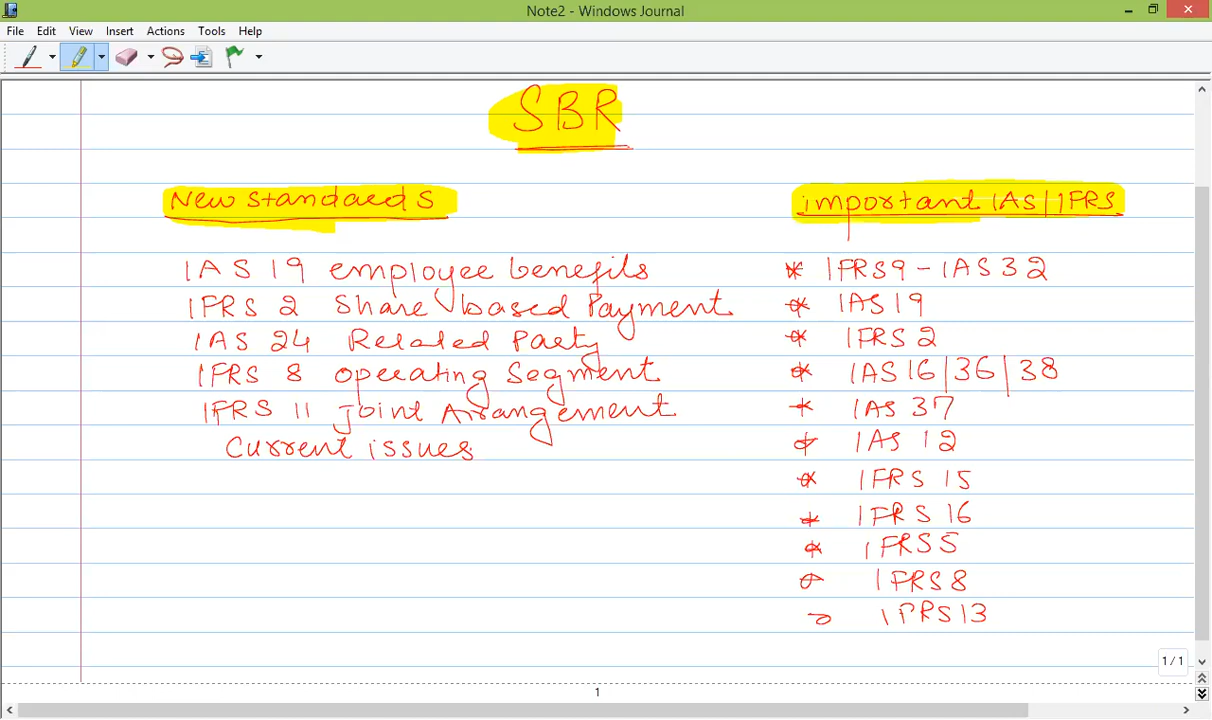 Note2 - Windows Journal
File Edit View Insert Actions Tools Help
SBR
New Standards
IAS 19 employee benefits
IFRS 2 Share based Payment
IAS 24 Related Party
IFRS 8 operating Segment
IFRS 11 Joint Arrangement
Current issues
important IAS|IFRS
* IFRS9 - IAS 32
* IAS 19
* IFRS 2
* IAS 16|36|38
* IAS 37
* IAS 12
* IFRS 15
* IFRS 16
* IFRS 5
IFRS 8
IFRS 13
1 / 1
1